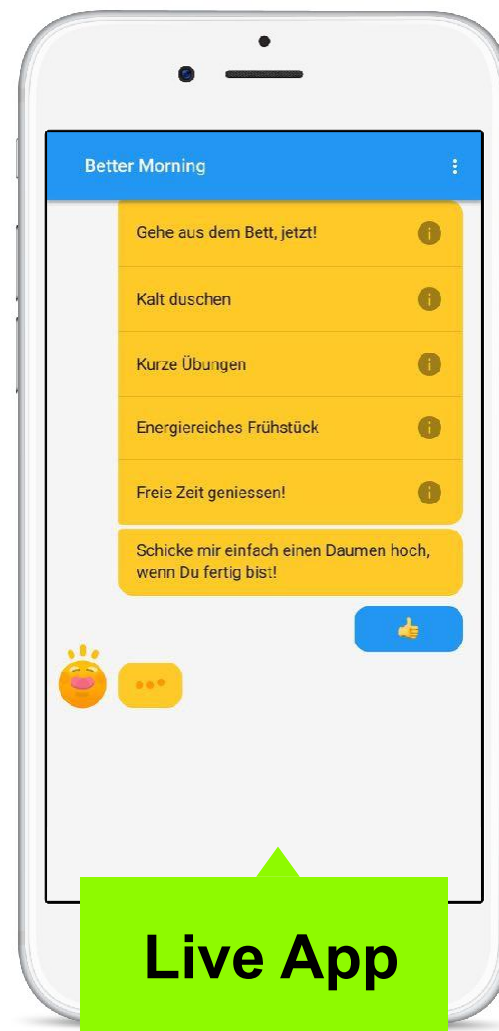 Better Morning
Gehe aus dem Bett, jetzt!
Kalt duschen
Kurze Übungen
Energiereiches Frühstück
Freie Zeit geniessen!
Schicke mir einfach einen Daumen hoch,
wenn Du fertig bist!
Live App